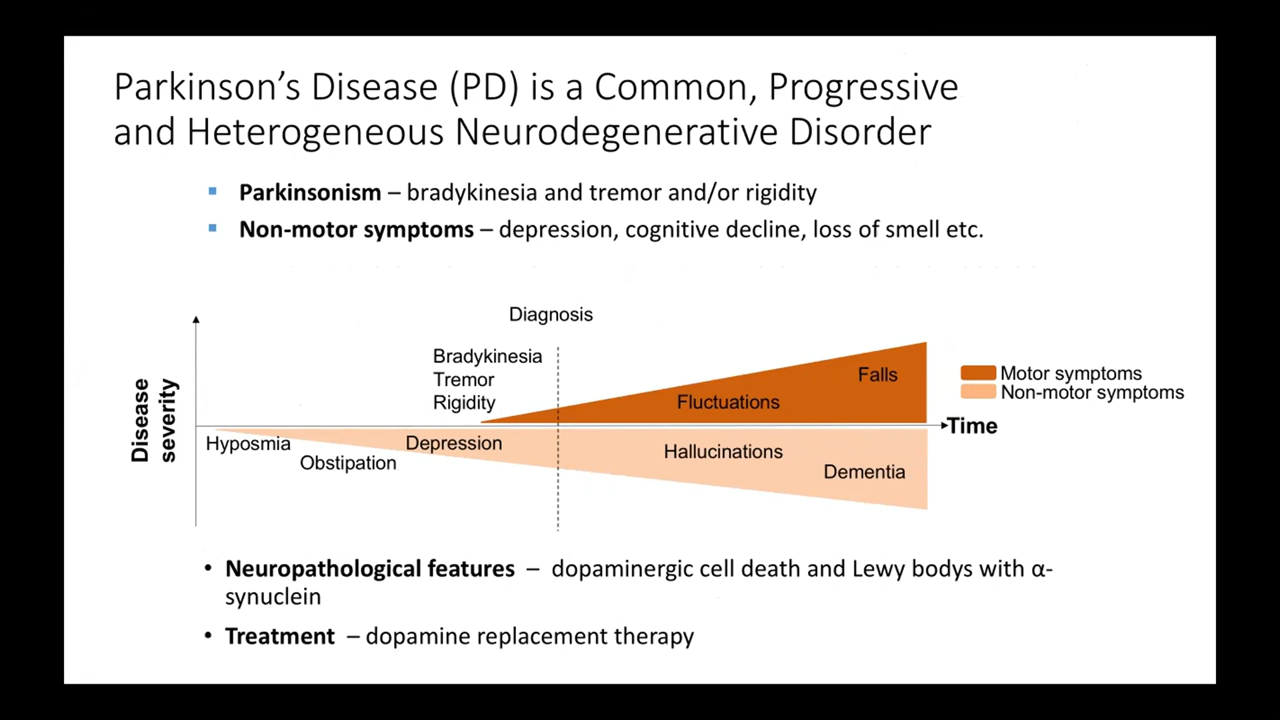 Parkinson's Disease (PD) is a Common, Progressive
and Heterogeneous Neurodegenerative Disorder
▪ Parkinsonism – bradykinesia and tremor and/or rigidity
▪ Non-motor symptoms – depression, cognitive decline, loss of smell etc.
Diagnosis
Disease
severity
Bradykinesia
Tremor
Rigidity
Fluctuations
Falls
Motor symptoms
Non-motor symptoms
Time
Hyposmia
Obstipation
Depression
Hallucinations
Dementia
• Neuropathological features – dopaminergic cell death and Lewy bodys with α-
synuclein
• Treatment – dopamine replacement therapy